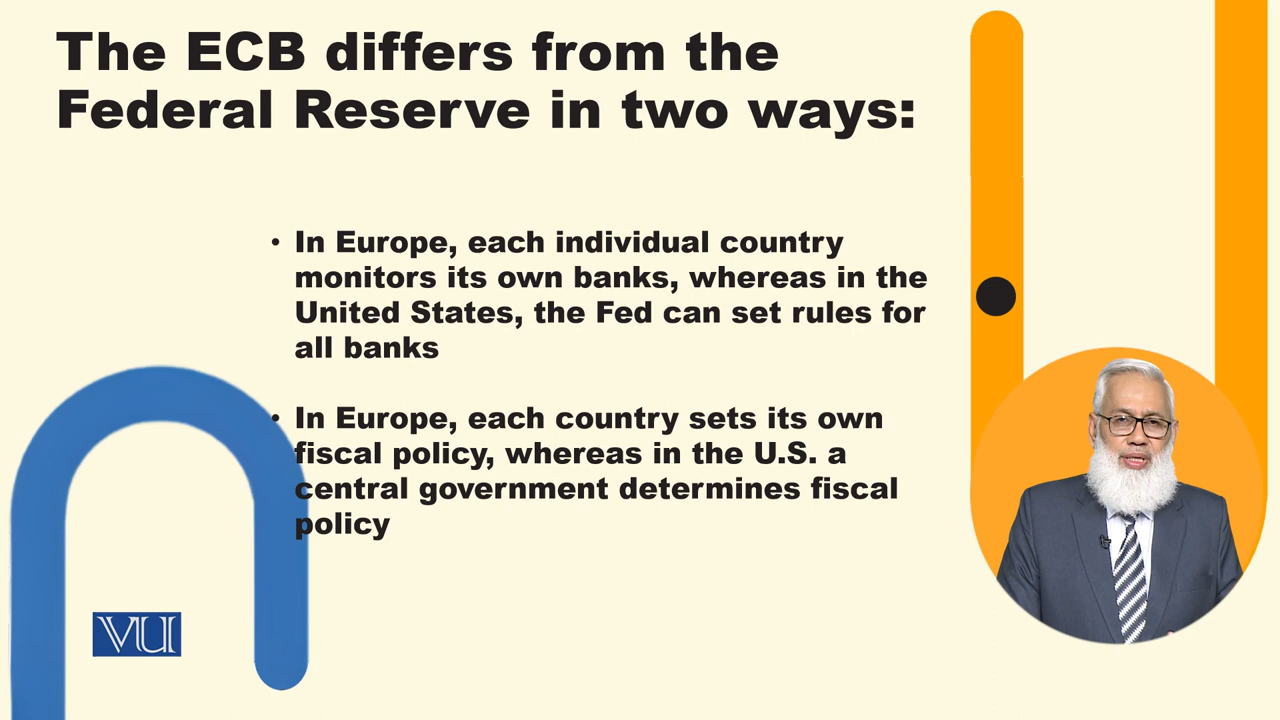 The ECB differs from the
Federal Reserve in two ways:
• In Europe, each individual country
monitors its own banks, whereas in the
United States, the Fed can set rules for
all banks
• In Europe, each country sets its own
fiscal policy, whereas in the U.S. a
central government determines fiscal
policy
VU